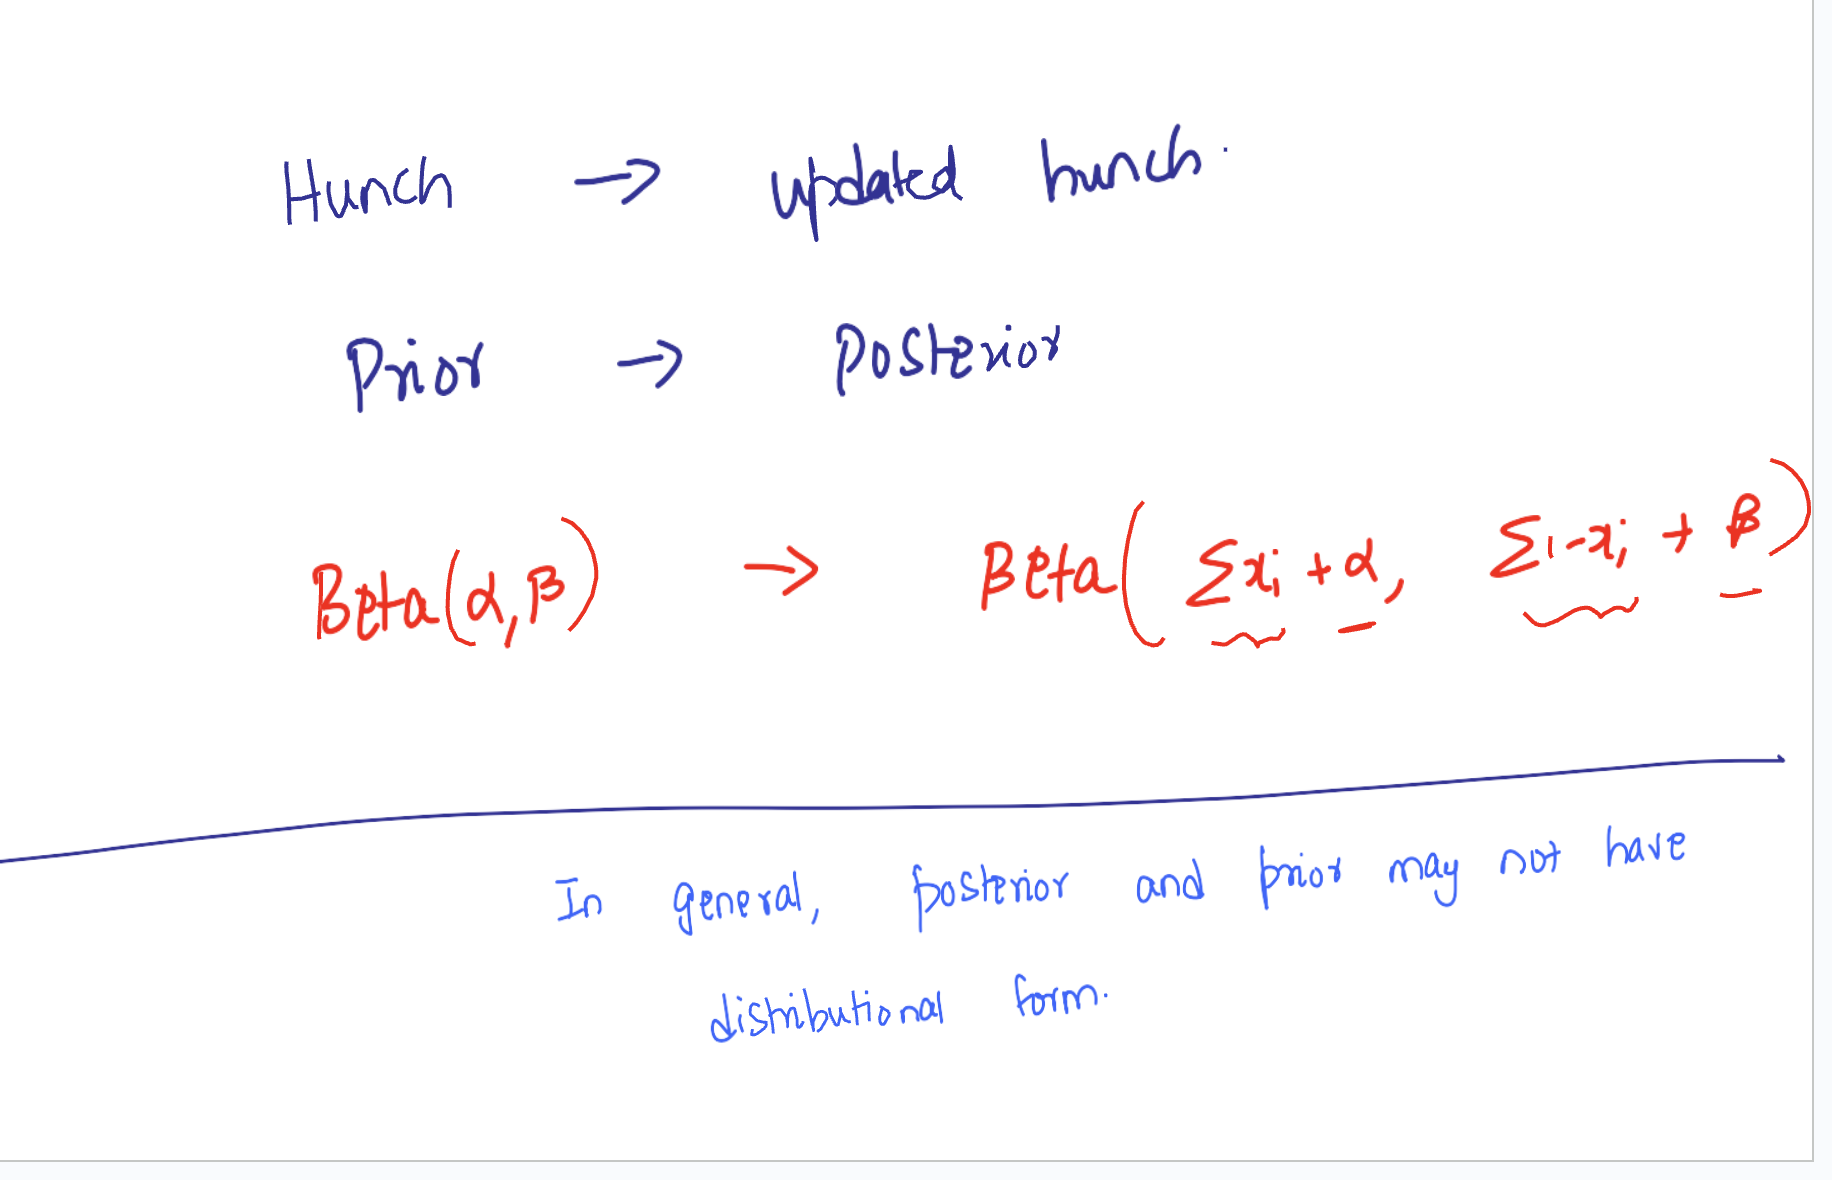 Hunch → updated hunch.
Prior → Posterior
Beta(α, β) → Beta(Σxᵢ + α, Σ1-xᵢ + β)
In general, posterior and prior may not have
distributional form.